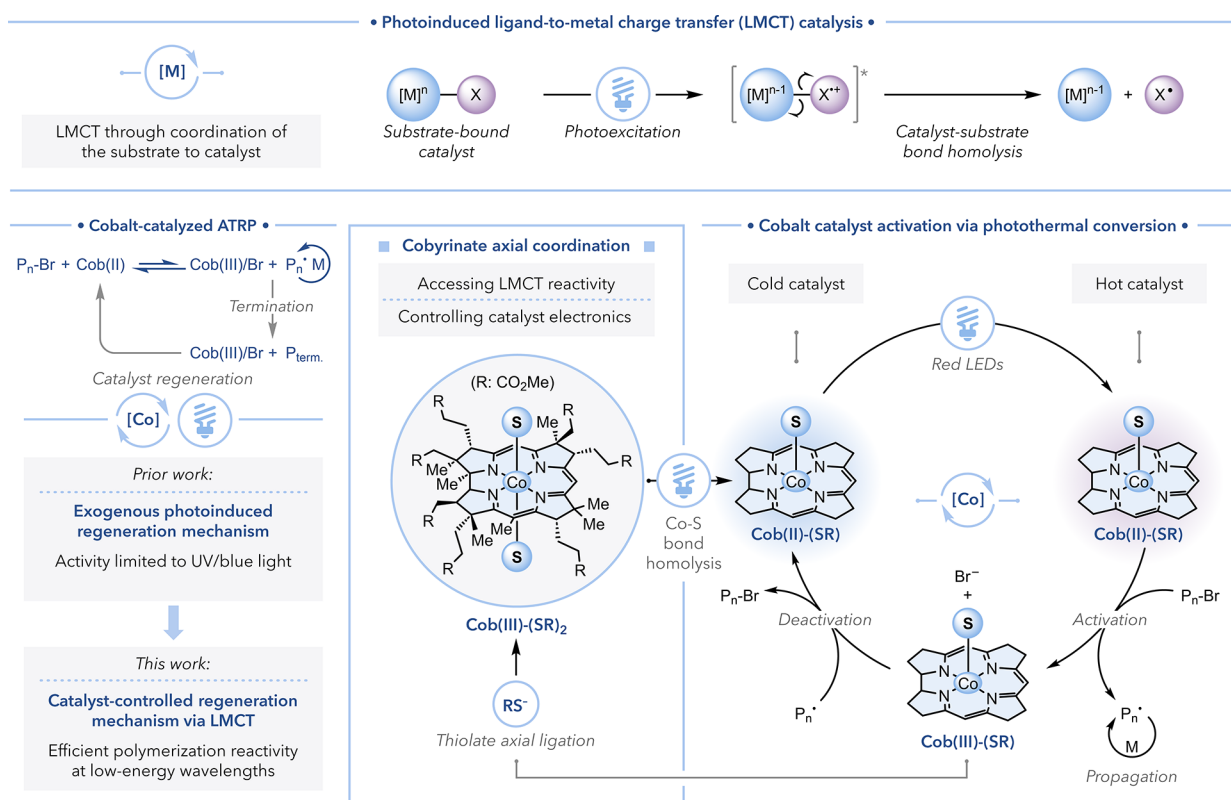 • Photoinduced ligand-to-metal charge transfer (LMCT) catalysis •
[M]
LMCT through coordination of
the substrate to catalyst
[M]ⁿ
X
Substrate-bound
catalyst
Photoexcitation
[M]ⁿ⁻¹
X•+
*
Catalyst-substrate
bond homolysis
[M]ⁿ⁻¹ + X•
• Cobalt-catalyzed ATRP •
Pₙ-Br + Cob(II) ⇌ Cob(III)/Br + Pₙ• M
Termination
Cob(III)/Br + Pterm.
Catalyst regeneration
[Co]
Prior work:
Exogenous photoinduced
regeneration mechanism
Activity limited to UV/blue light
This work:
Catalyst-controlled regeneration
mechanism via LMCT
Efficient polymerization reactivity
at low-energy wavelengths
Cobyrinate axial coordination
Accessing LMCT reactivity
Controlling catalyst electronics
(R: CO₂Me)
R
R
S
Me
R
Me
N
N
R
Me
Co
N
N
Me
R
Me
Me
Me
R
S
R
Cob(III)-(SR)₂
RS⁻
Thiolate axial ligation
Co-S
bond
homolysis
• Cobalt catalyst activation via photothermal conversion •
Cold catalyst
Hot catalyst
Red LEDs
S
N
N
Co
N
N
Cob(II)-(SR)
[Co]
S
N
N
Co
N
N
Cob(II)-(SR)
Pₙ-Br
Deactivation
Pₙ•
Br⁻
+
S
N
N
Co
N
N
Cob(III)-(SR)
Pₙ-Br
Activation
Pₙ•
M
Propagation